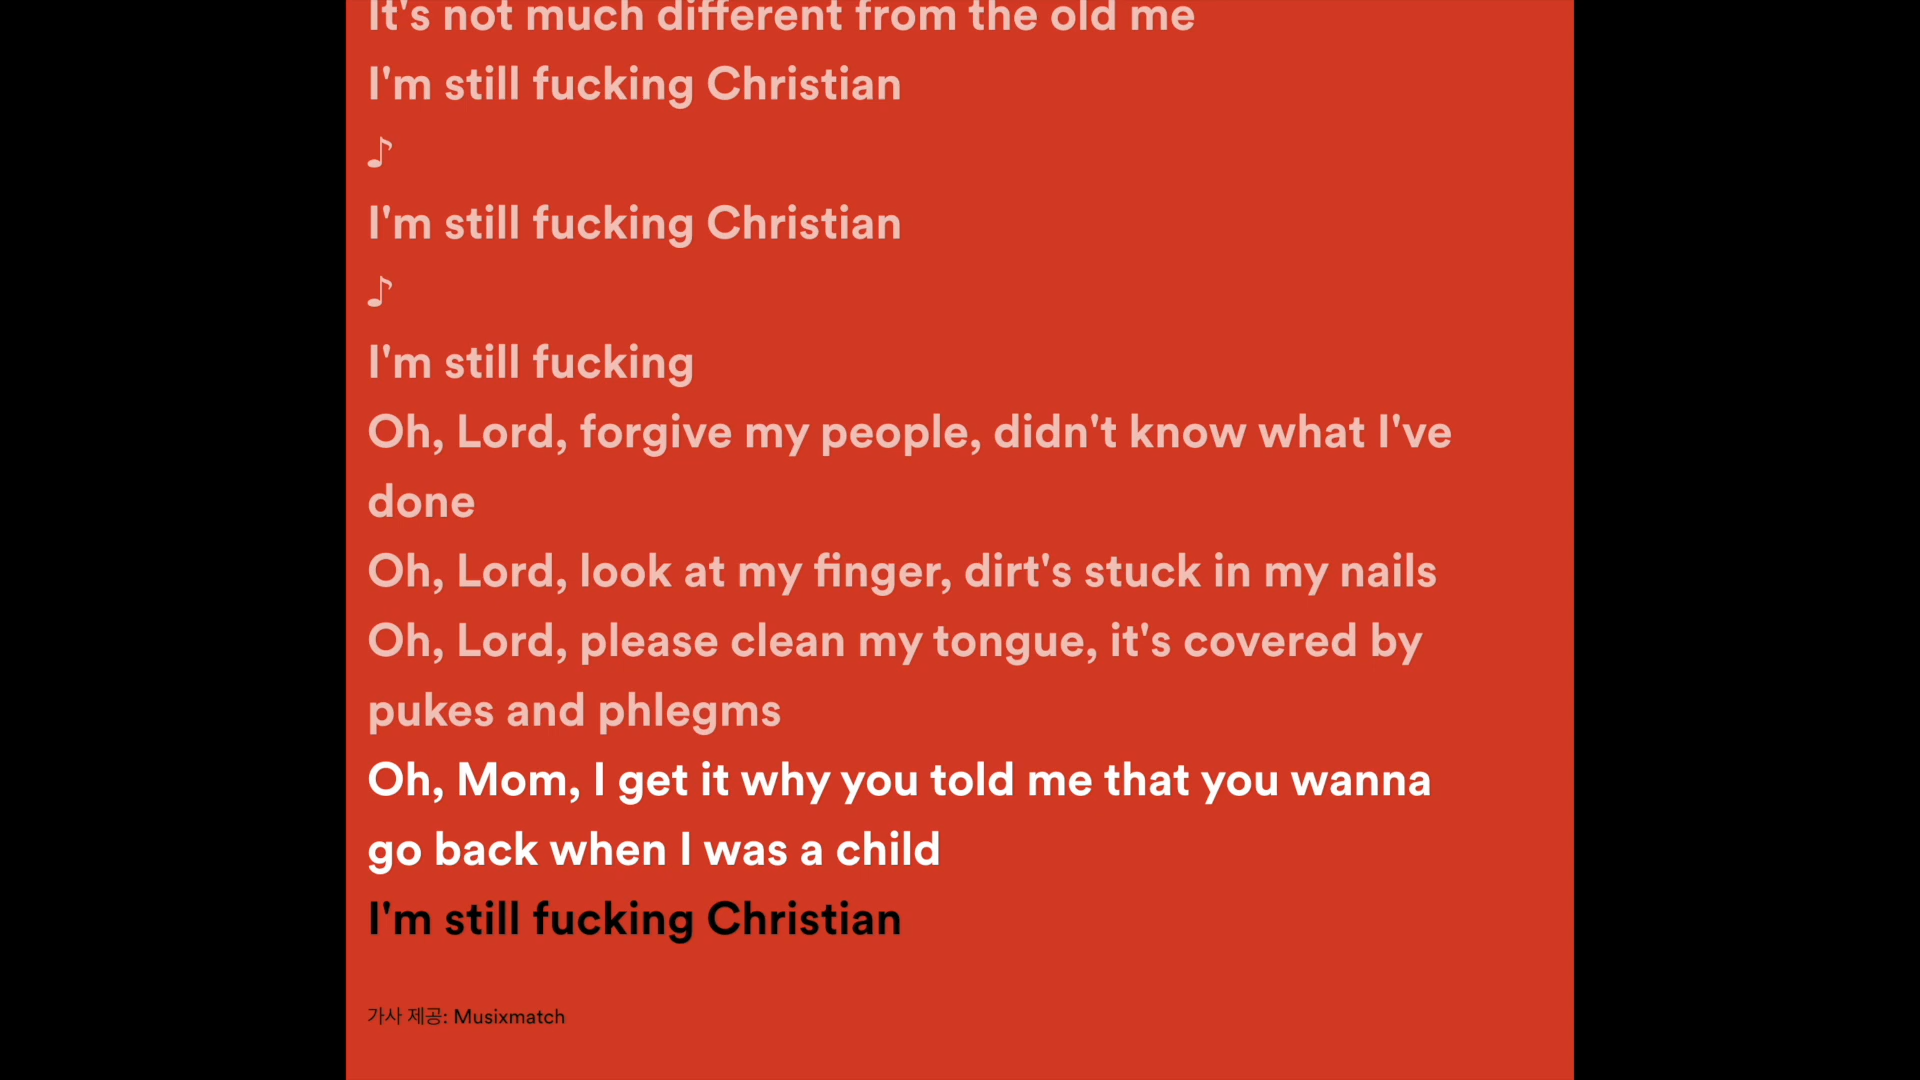 It's not much different from the old me
I'm still fucking Christian
♪
I'm still fucking Christian
♪
I'm still fucking
Oh, Lord, forgive my people, didn't know what I've
done
Oh, Lord, look at my finger, dirt's stuck in my nails
Oh, Lord, please clean my tongue, it's covered by
pukes and phlegms
Oh, Mom, I get it why you told me that you wanna
go back when I was a child
I'm still fucking Christian
가사 제공: Musixmatch